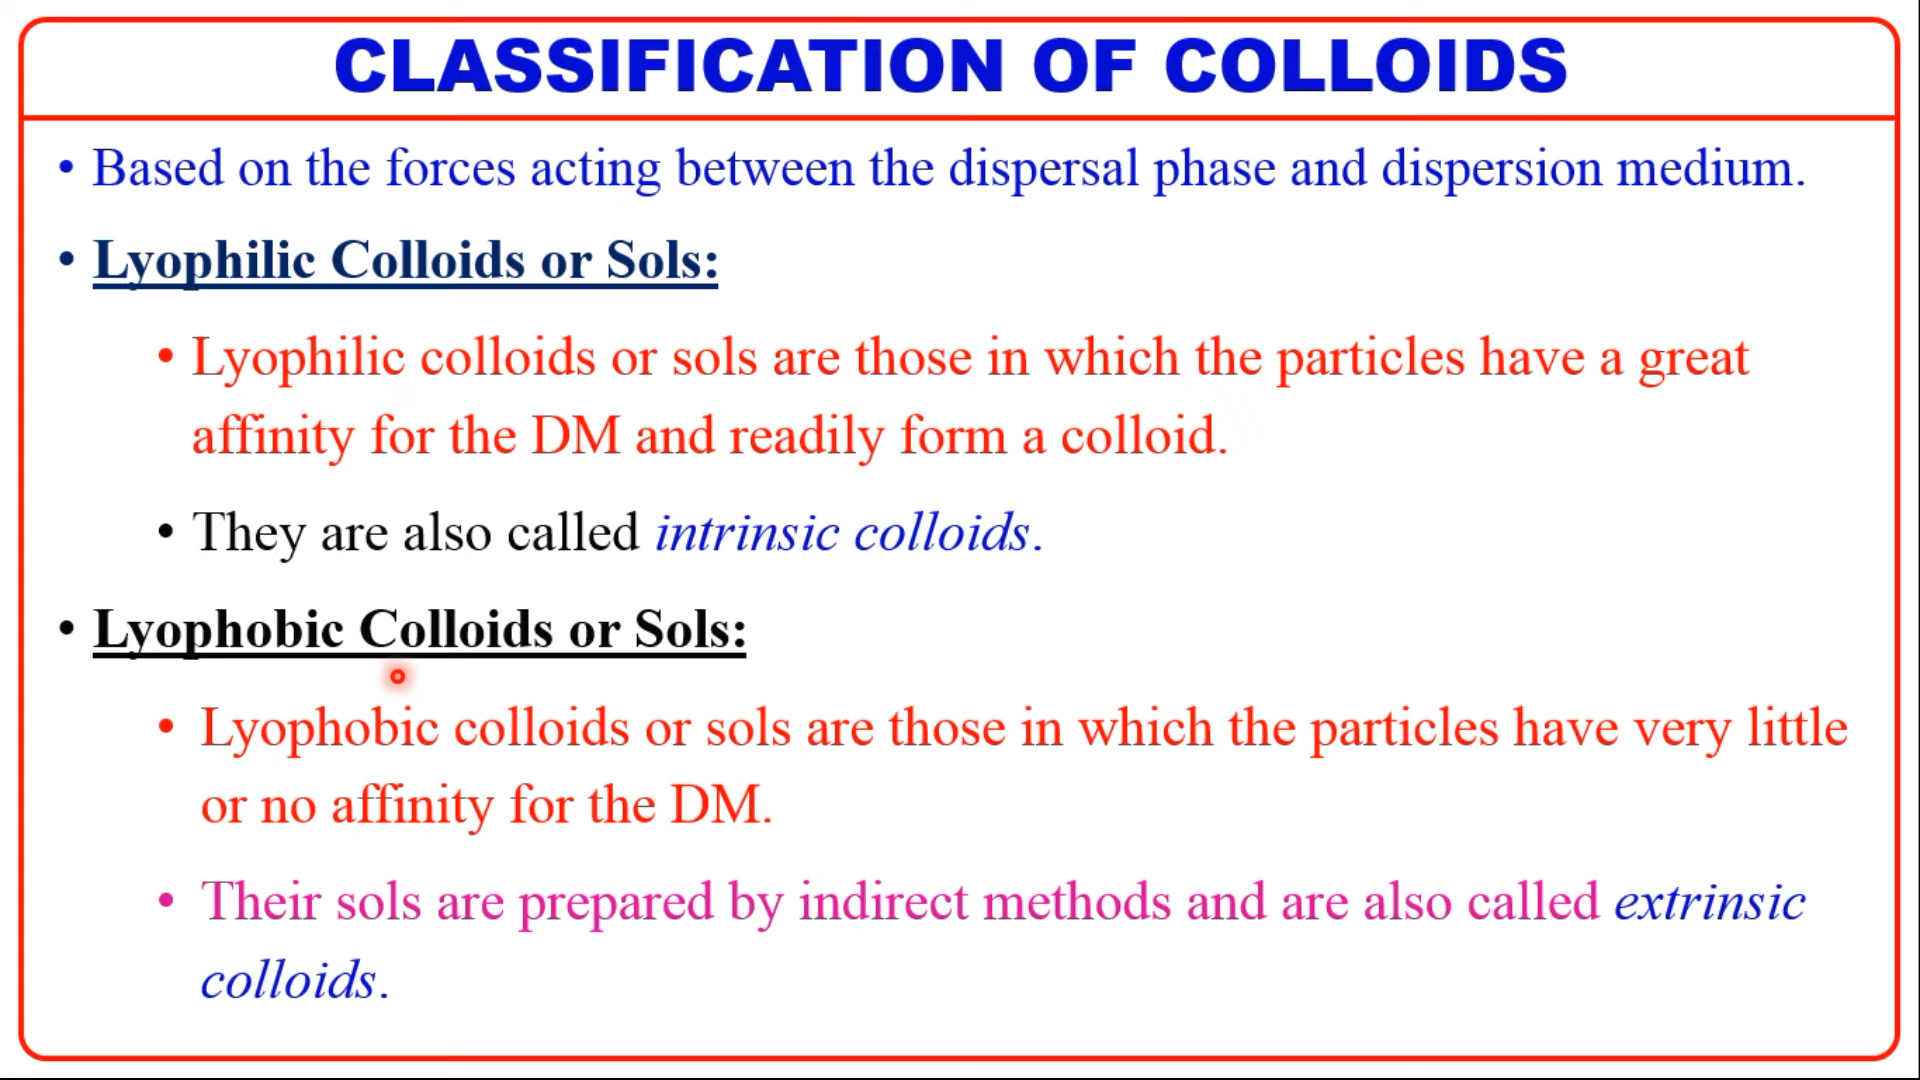 CLASSIFICATION OF COLLOIDS
• Based on the forces acting between the dispersal phase and dispersion medium.
• Lyophilic Colloids or Sols:
• Lyophilic colloids or sols are those in which the particles have a great
affinity for the DM and readily form a colloid.
• They are also called intrinsic colloids.
• Lyophobic Colloids or Sols:
• Lyophobic colloids or sols are those in which the particles have very little
or no affinity for the DM.
• Their sols are prepared by indirect methods and are also called extrinsic
colloids.